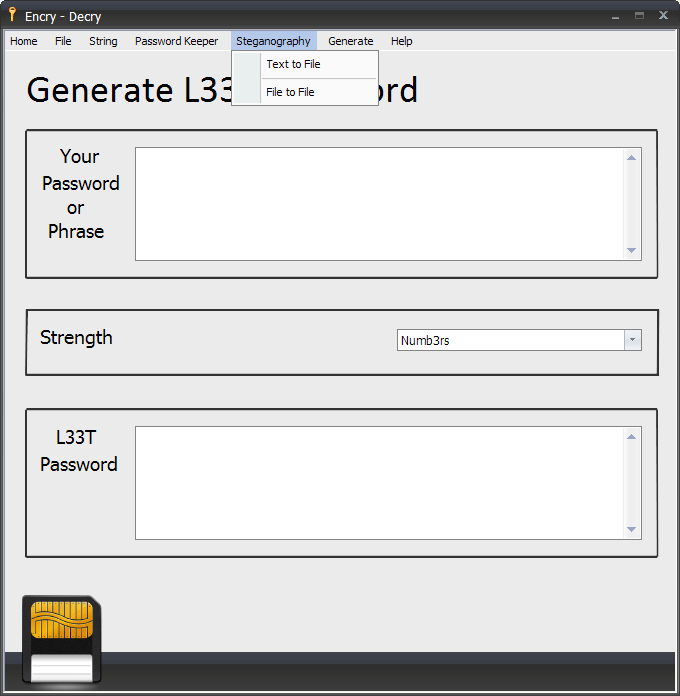 Encry - Decry
Home File String Password Keeper Steganography Generate Help
Text to File
File to File
Generate L33 ord
Your
Password
or
Phrase
Strength
Numb3rs
L33T
Password